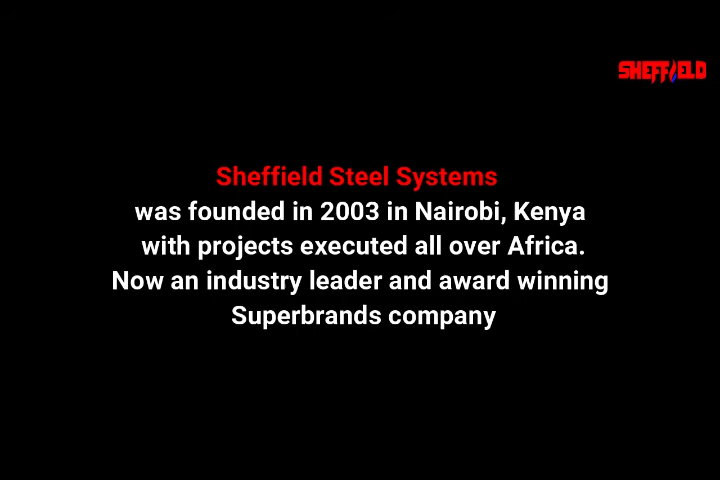 SHEFFIELD
Sheffield Steel Systems
was founded in 2003 in Nairobi, Kenya
with projects executed all over Africa.
Now an industry leader and award winning
Superbrands company